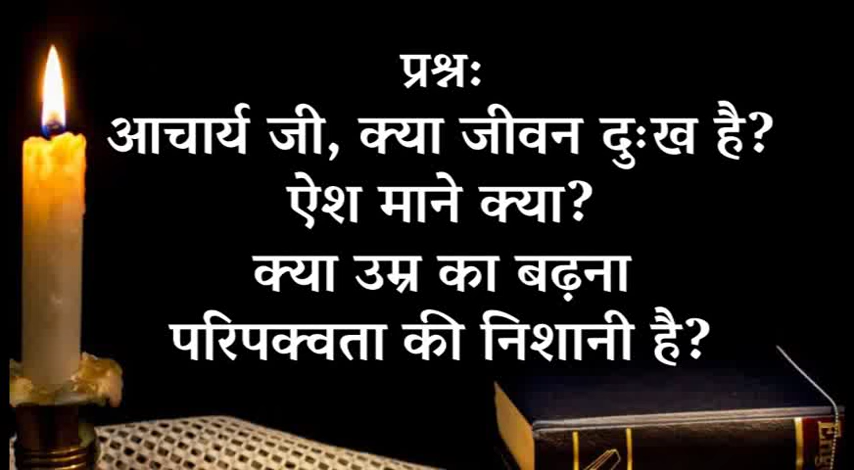 प्रश्नः
आचार्य जी, क्या जीवन दुःख है?
ऐश माने क्या?
क्या उम्र का बढ़ना
परिपक्वता की निशानी है?